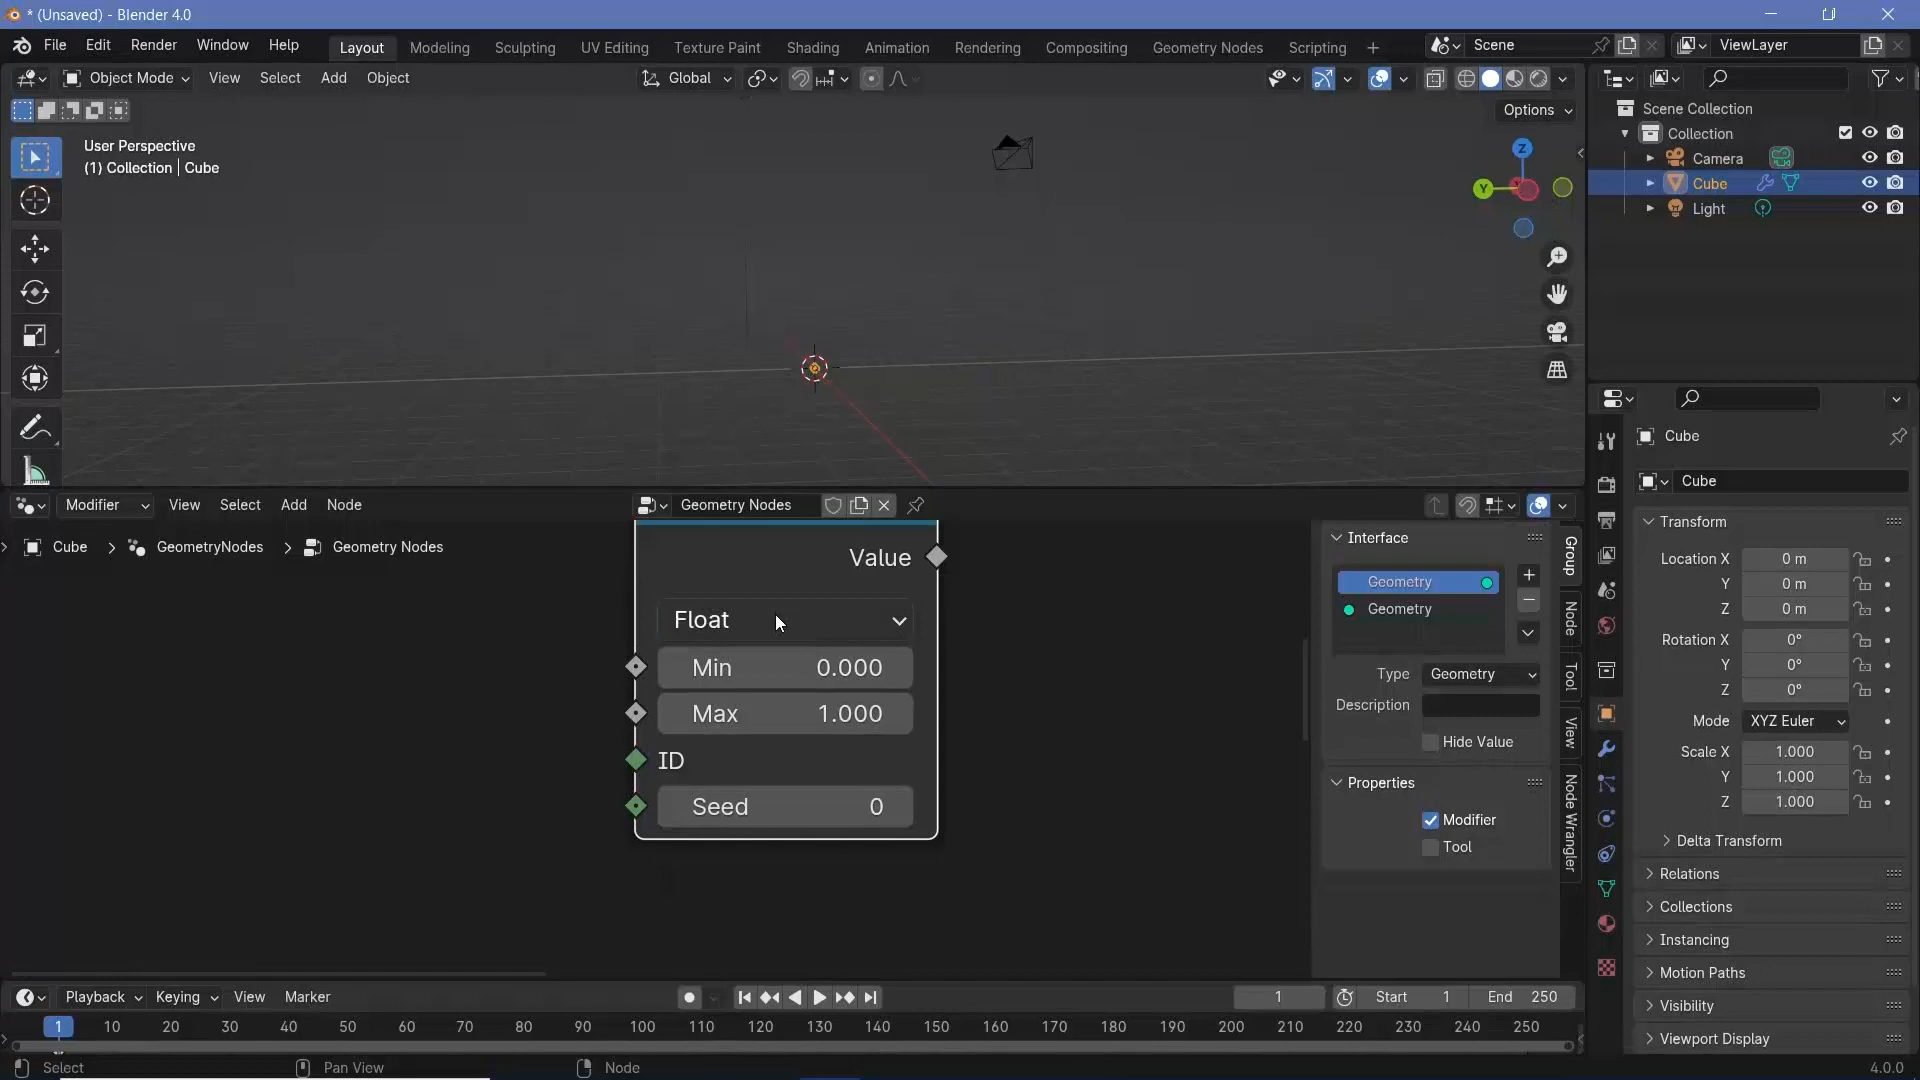 * (Unsaved) - Blender 4.0
File Edit Render Window Help
Layout Modeling Sculpting UV Editing Texture Paint Shading Animation Rendering Compositing Geometry Nodes Scripting +
Scene
ViewLayer
Object Mode View Select Add Object
Global
Options
User Perspective
(1) Collection | Cube
Z
Y
Scene Collection
Collection
Camera
Cube
Light
Modifier View Select Add Node
Geometry Nodes
Cube > GeometryNodes > Geometry Nodes
Value
Float
Min 0.000
Max 1.000
ID
Seed 0
Interface
Geometry
Geometry
Type Geometry
Description
Hide Value
Properties
Modifier
Tool
Group
Node
Tool
View
Node Wrangler
Cube
Cube
Transform
Location X 0 m
Y 0 m
Z 0 m
Rotation X 0°
Y 0°
Z 0°
Mode XYZ Euler
Scale X 1.000
Y 1.000
Z 1.000
Delta Transform
Relations
Collections
Instancing
Motion Paths
Visibility
Viewport Display
Playback Keying View Marker
1
Start 1
End 250
1 10 20 30 40 50 60 70 80 90 100 110 120 130 140 150 160 170 180 190 200 210 220 230 240 250
Select
Pan View
Node
4.0.0